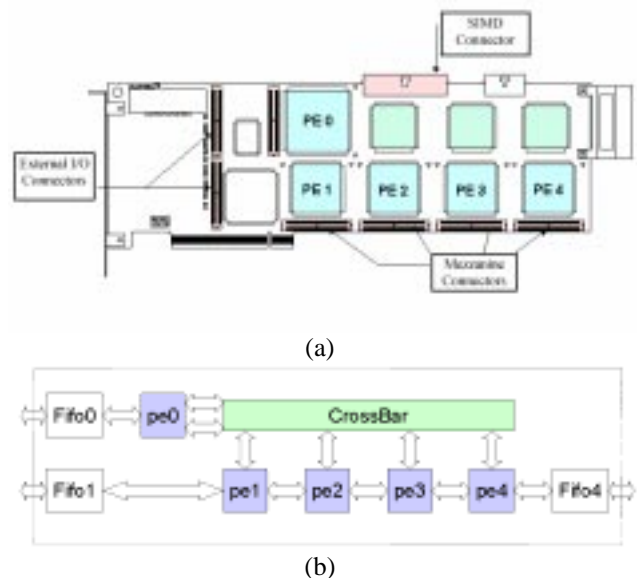 SIMD
Connector
PE 0
External I/O
Connectors
PE 1
PE 2
PE 3
PE 4
Mezzanine
Connectors
(a)
Fifo0
pe0
CrossBar
Fifo1
pe1
pe2
pe3
pe4
Fifo4
(b)